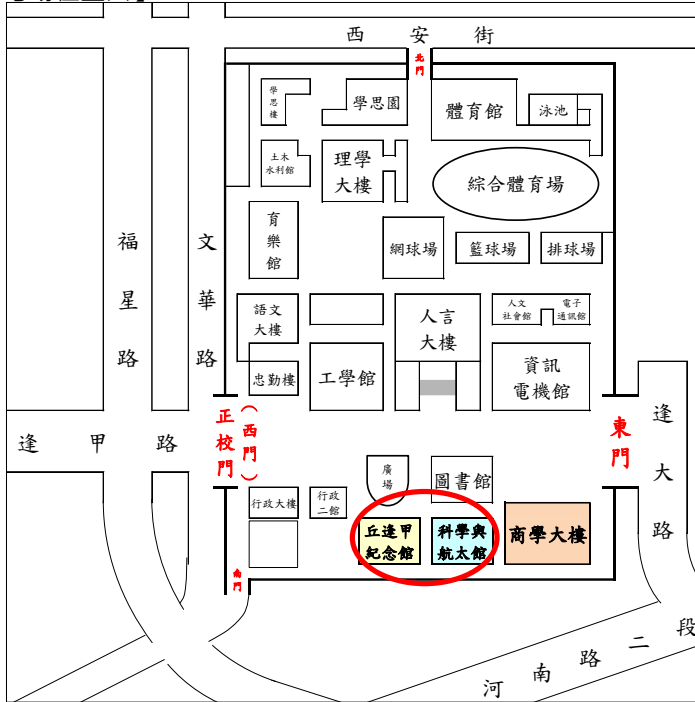 西安街
北門
學思樓
學思園
體育館
泳池
土木
水利館
理學
大樓
綜合體育場
育樂館
網球場
籃球場
排球場
福星路
文華路
語文
大樓
人言
大樓
人文
社會館
電子
通訊館
忠勤樓
工學館
資訊
電機館
逢甲路
正校門
（西門）
東門
逢大路
廣場
圖書館
行政大樓
行政
二館
丘逢甲
紀念館
科學與
航太館
商學大樓
南門
河南路二段